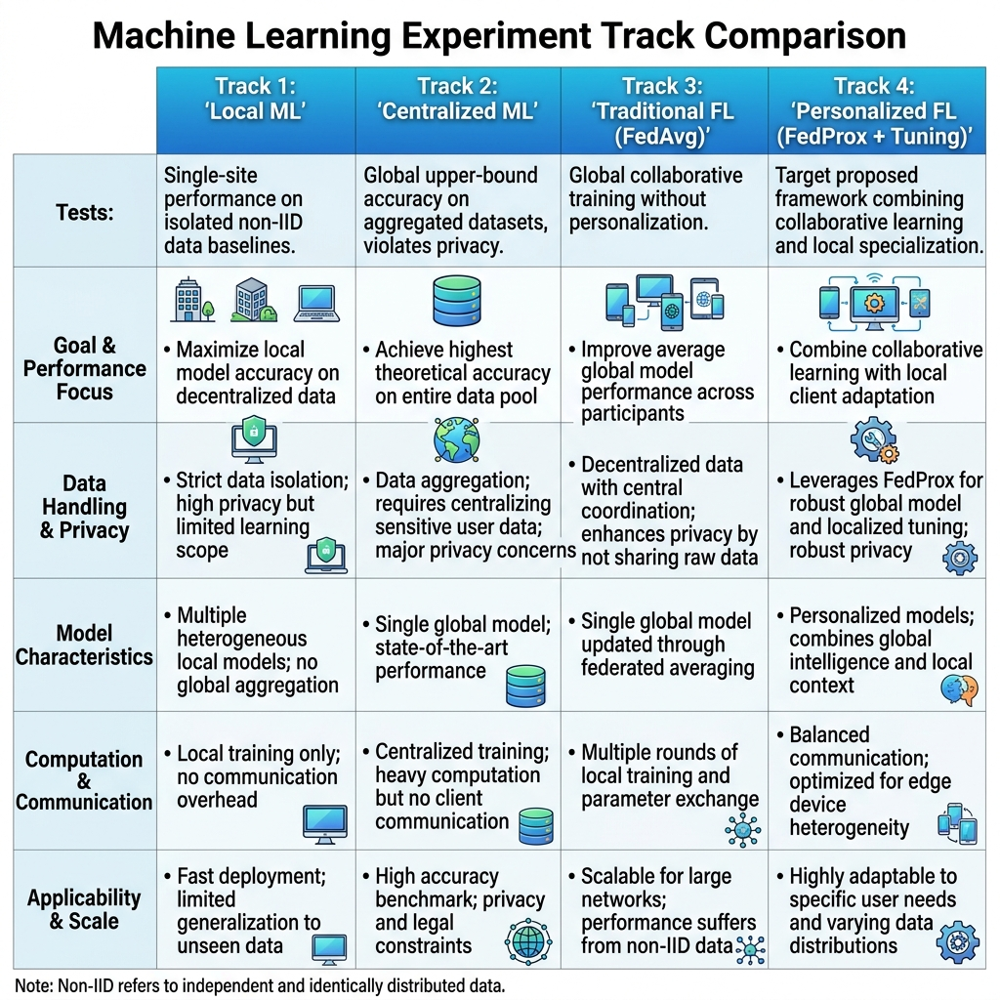 Machine Learning Experiment Track Comparison
Track 1:
‘Local ML’
Track 2:
‘Centralized ML’
Track 3:
‘Traditional FL
(FedAvg)’
Track 4:
‘Personalized FL
(FedProx + Tuning)’
Tests:
Single-site
performance on
isolated non-IID
data baselines.
Global upper-bound
accuracy on
aggregated datasets,
violates privacy.
Global collaborative
training without
personalization.
Target proposed
framework combining
collaborative learning
and local specialization.
Goal &
Performance
Focus
• Maximize local
model accuracy on
decentralized data
• Achieve highest
theoretical accuracy
on entire data pool
• Improve average
global model
performance across
participants
• Combine collaborative
learning with local
client adaptation
Data
Handling
& Privacy
• Strict data isolation;
high privacy but
limited learning
scope
• Data aggregation;
requires centralizing
sensitive user data;
major privacy concerns
• Decentralized data
with central
coordination;
enhances privacy by
not sharing raw data
• Leverages FedProx for
robust global model
and localized tuning;
robust privacy
Model
Characteristics
• Multiple
heterogeneous
local models; no
global aggregation
• Single global model;
state-of-the-art
performance
• Single global model
updated through
federated averaging
• Personalized models;
combines global
intelligence and local
context
Computation
&
Communication
• Local training only;
no communication
overhead
• Centralized training;
heavy computation
but no client
communication
• Multiple rounds of
local training and
parameter exchange
• Balanced
communication;
optimized for edge
device
heterogeneity
Applicability
& Scale
• Fast deployment;
limited
generalization to
unseen data
• High accuracy
benchmark; privacy
and legal
constraints
• Scalable for large
networks;
performance suffers
from non-IID data
• Highly adaptable to
specific user needs
and varying data
distributions
Note: Non-IID refers to independent and identically distributed data.